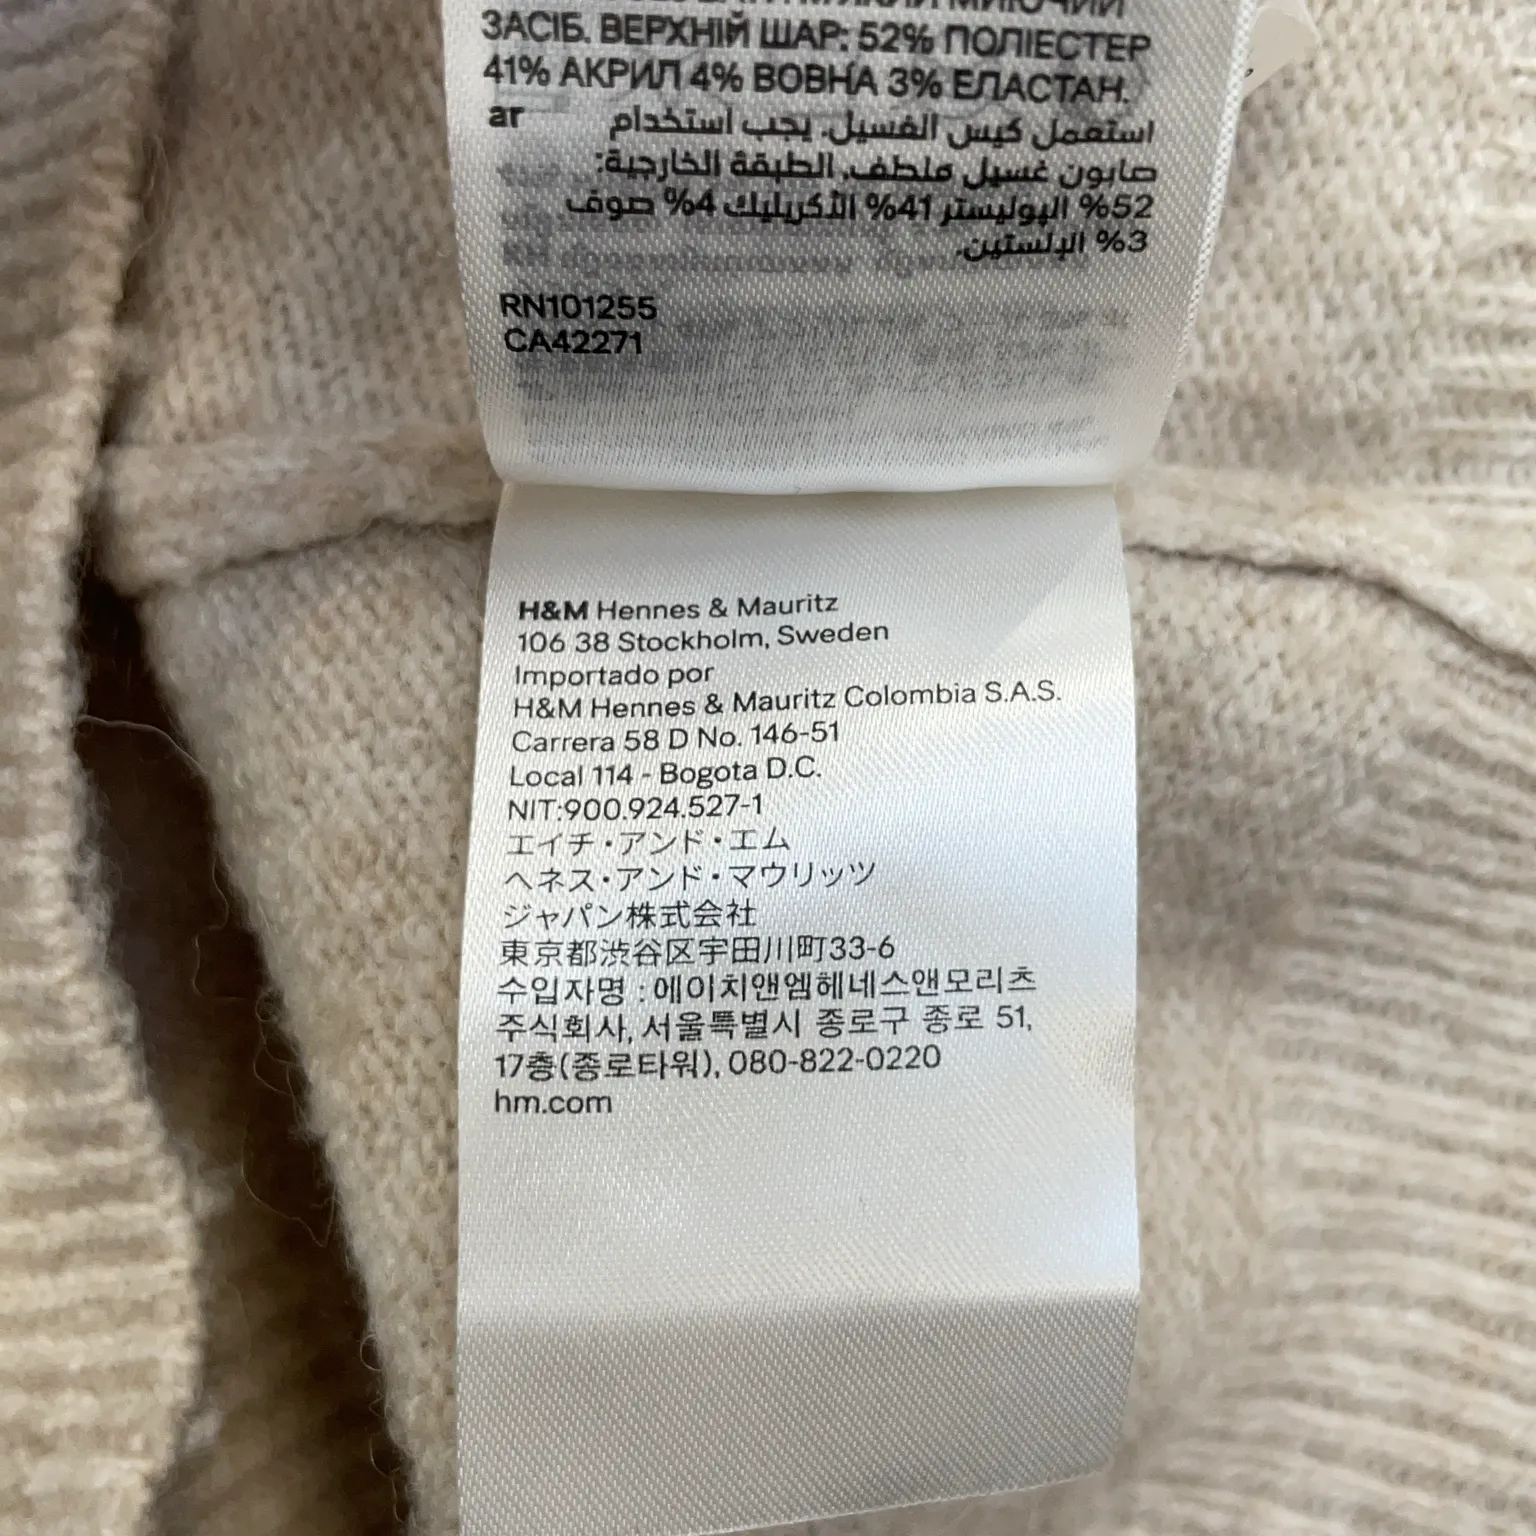 ЗАСІБ. ВЕРХНІЙ ШАР: 52% ПОЛІЕСТЕР
41% АКРИЛ 4% ВОВНА 3% ЕЛАСТАН.
ar
استعمل كيس الغسيل. يجب استخدام
صابون غسيل ملطف. الطبقة الخارجية:
52% البوليستر 41% الأكريليك 4% صوف
3% الإلستين.
RN101255
CA42271
H&M Hennes & Mauritz
106 38 Stockholm, Sweden
Importado por
H&M Hennes & Mauritz Colombia S.A.S.
Carrera 58 D No. 146-51
Local 114 - Bogota D.C.
NIT:900.924.527-1
エイチ・アンド・エム
ヘネス・アンド・マウリッツ
ジャパン株式会社
東京都渋谷区宇田川町33-6
수입자명 : 에이치앤엠헤네스앤모리츠
주식회사, 서울특별시 종로구 종로 51,
17층(종로타워), 080-822-0220
hm.com